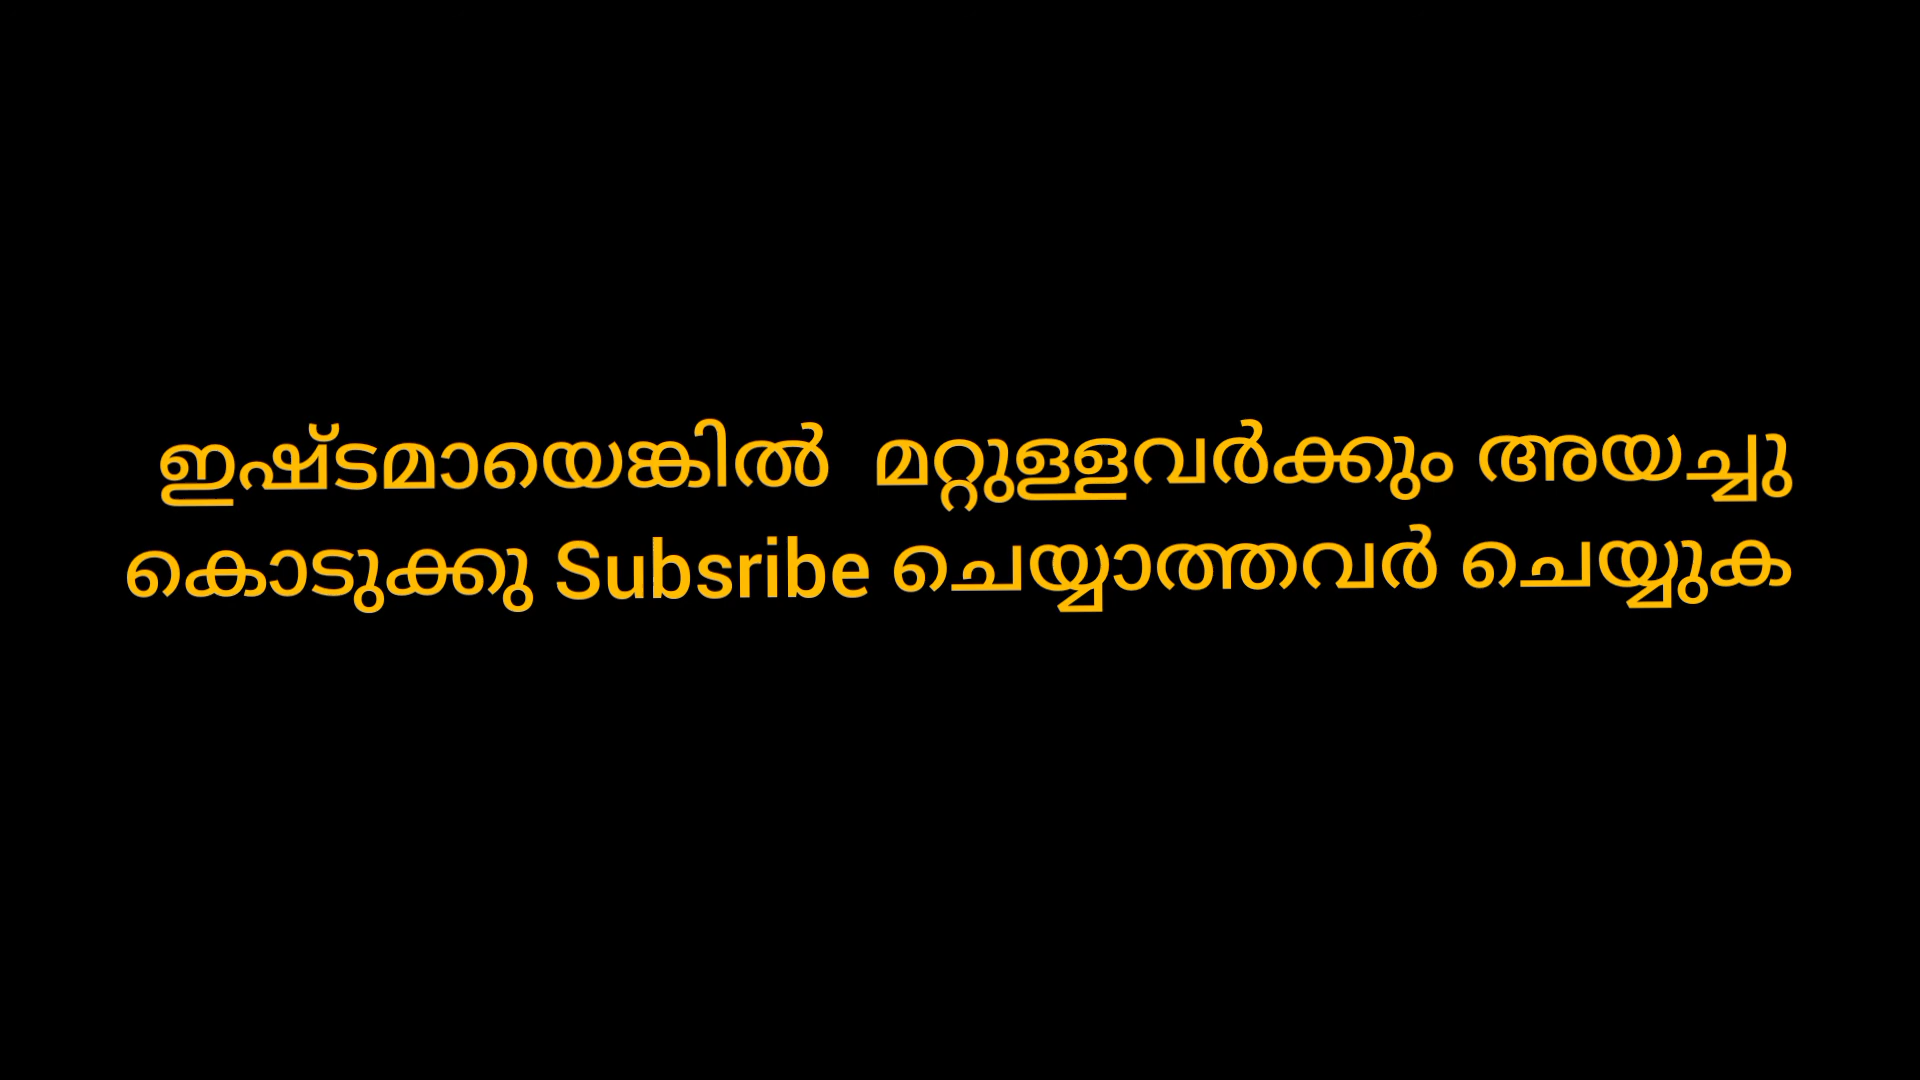 ഇഷ്ടമായെങ്കിൽ മറ്റുള്ളവർക്കും അയച്ചു
കൊടുക്കു Subsribe ചെയ്യാത്തവർ ചെയ്യുക